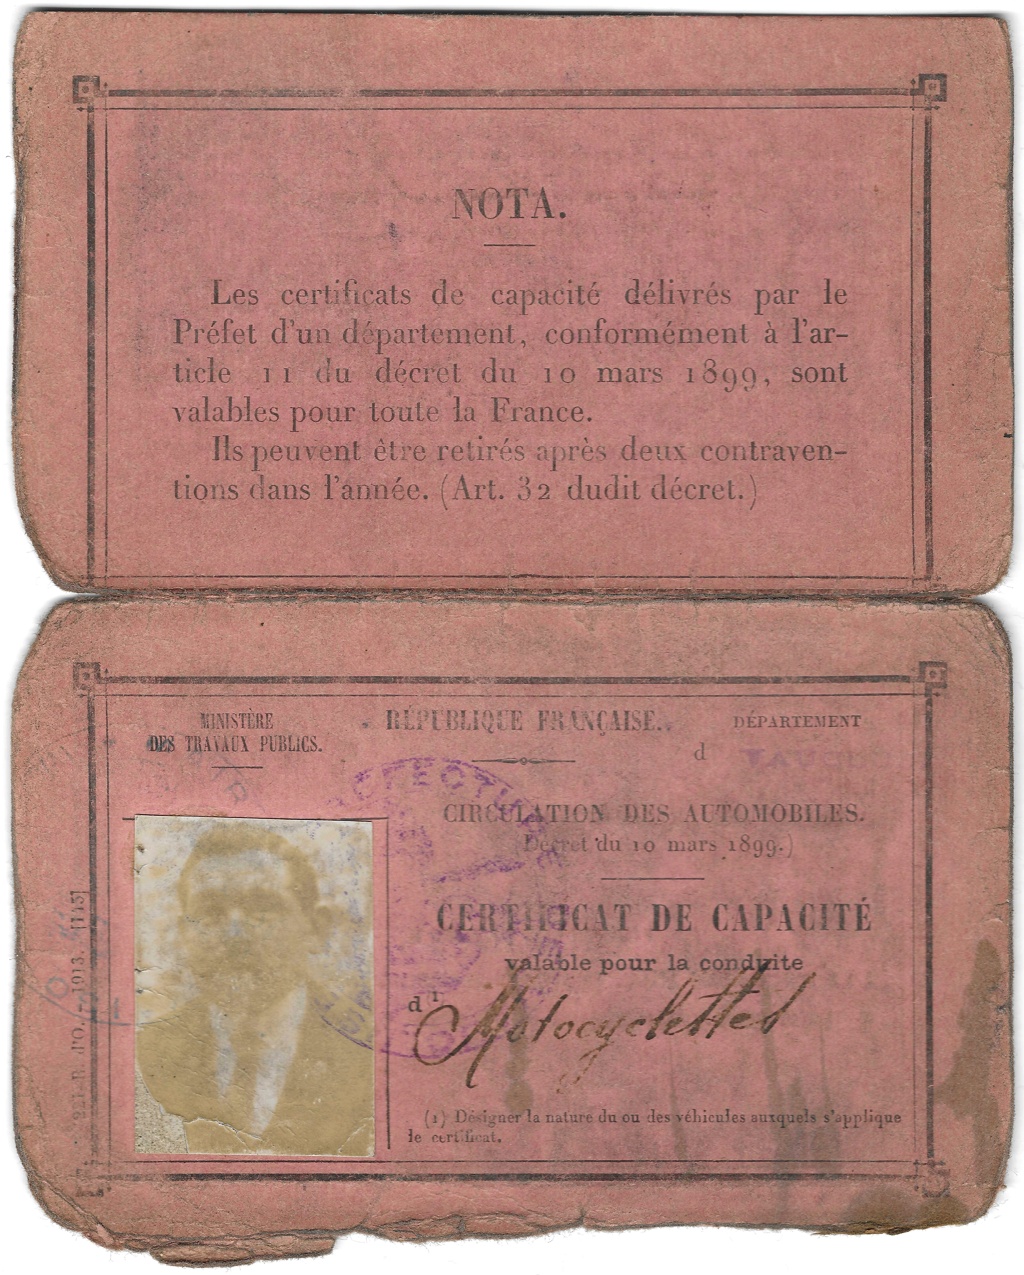 NOTA.
Les certificats de capacité délivrés par le
Préfet d'un département, conformément à l'ar-
ticle 11 du décret du 10 mars 1899, sont
valables pour toute la France.
Ils peuvent être retirés après deux contraven-
tions dans l'année. (Art. 32 dudit décret.)
MINISTÈRE
DES TRAVAUX PUBLICS.
RÉPUBLIQUE FRANÇAISE.
DÉPARTEMENT
d
CIRCULATION DES AUTOMOBILES.
(Décret du 10 mars 1899.)
CERTIFICAT DE CAPACITÉ
valable pour la conduite
d(1) Motocyclettes
(1) Désigner la nature du ou des véhicules auxquels s'applique
le certificat.
PRÉFECTURE
J.-O. - 1913.